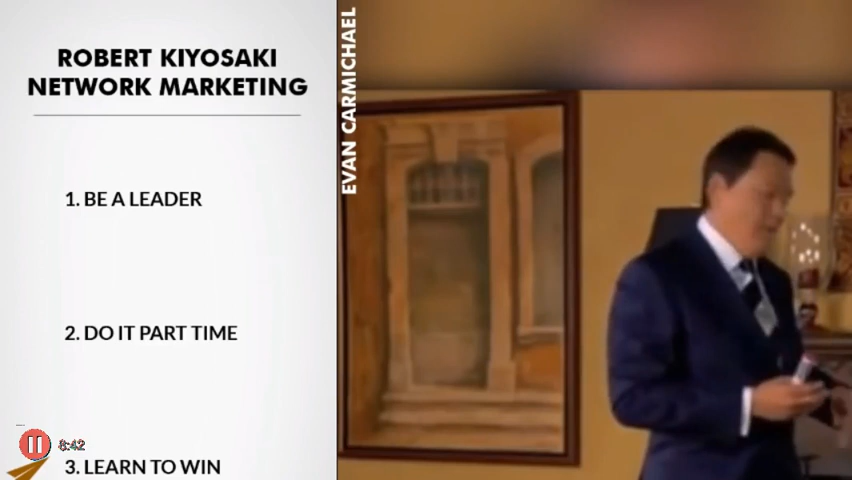 ROBERT KIYOSAKI
NETWORK MARKETING
1. BE A LEADER
2. DO IT PART TIME
3. LEARN TO WIN
8:42
EVAN CARMICHAEL